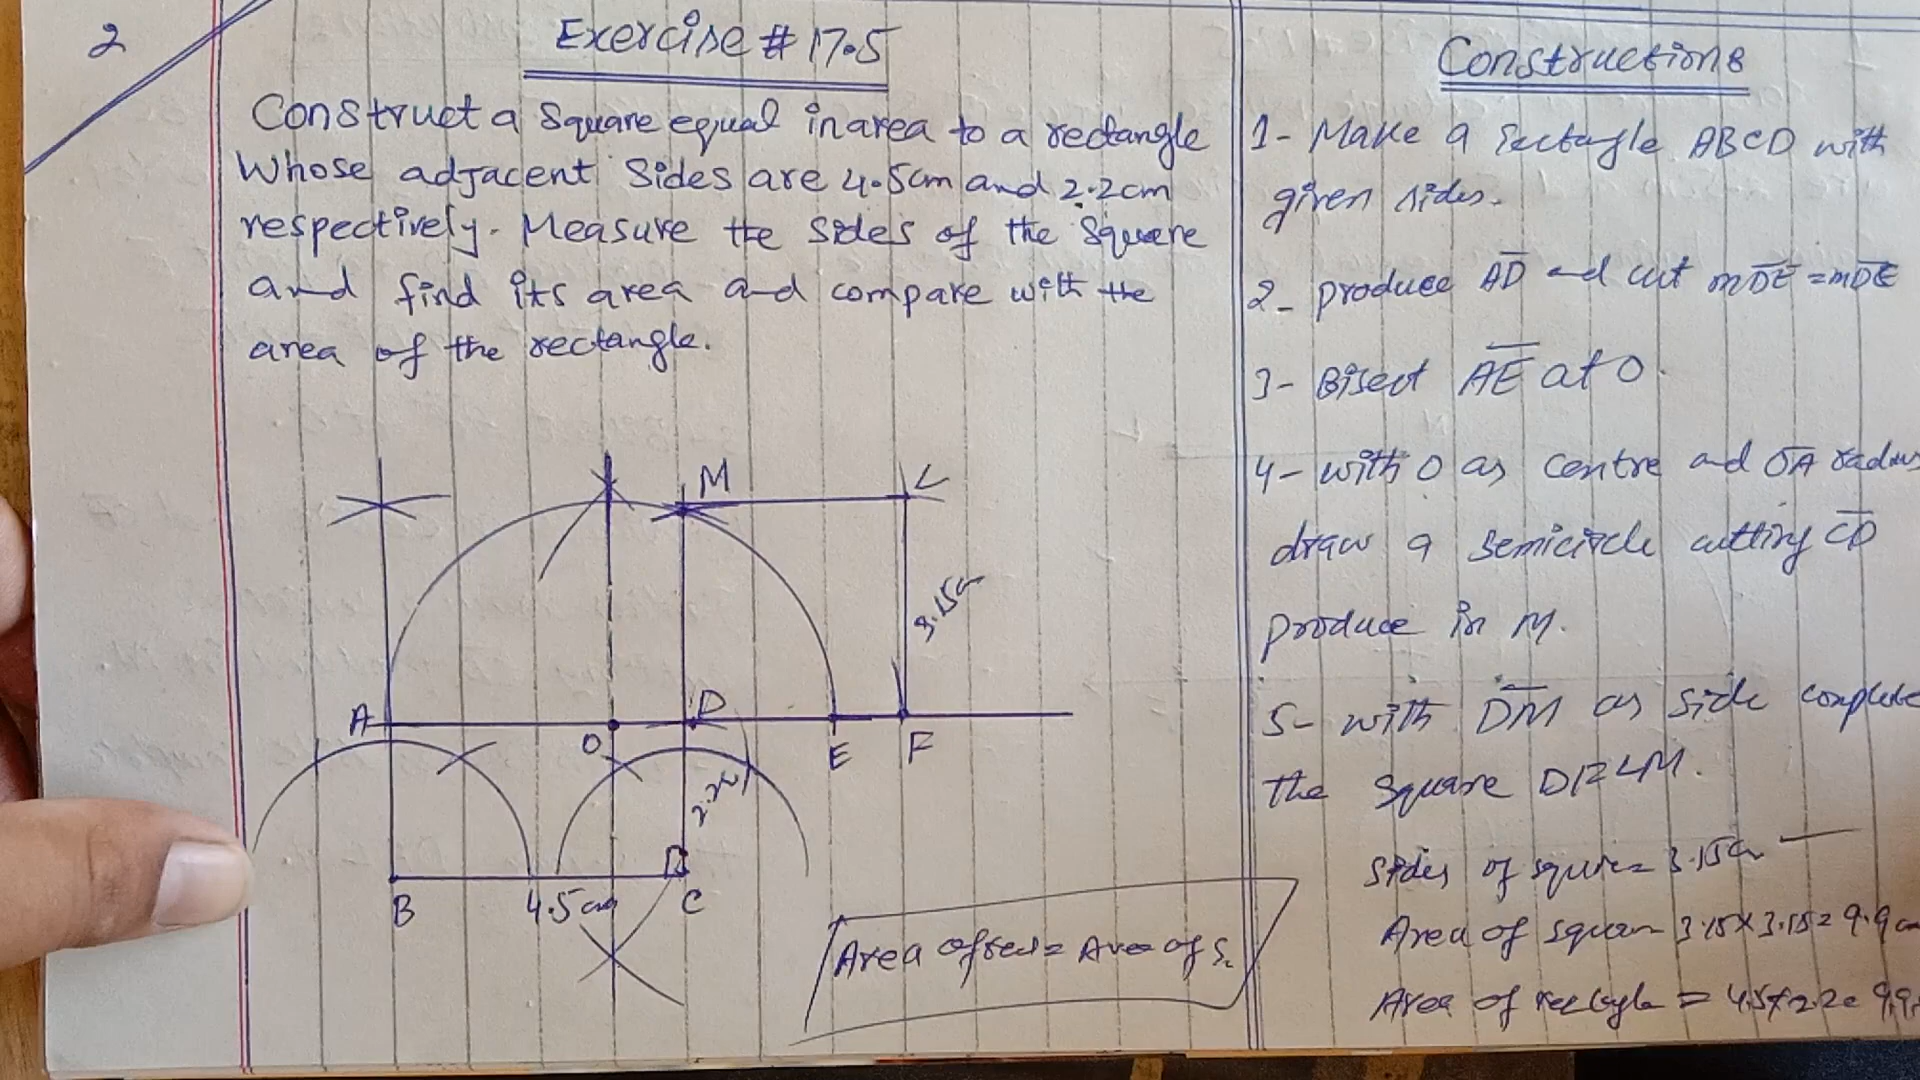 2
Exercise # 17.5
Construct a square equal in area to a rectangle
Whose adjacent sides are 4.5cm and 2.2cm
respectively. Measure the sides of the square
and find its area and compare with the
area of the rectangle.
M
L
3.15cm
A
O
D
E
F
2.2
B
4.5cm
C
Area of rec = Area of S.
Constructions
1- Make a rectangle ABCD with
given sides.
2- produce AD and cut mDE = mDC
3- Bisect AE at O.
4- with O as centre and OA radius
draw a semicircle cutting CD
produce in M.
5- with DM as side complete
the square DFLM.
Sides of squre = 3.15cm
Area of square 3.15 x 3.15 = 9.9 cm
Area of rectangle = 4.5 x 2.2 = 9.9